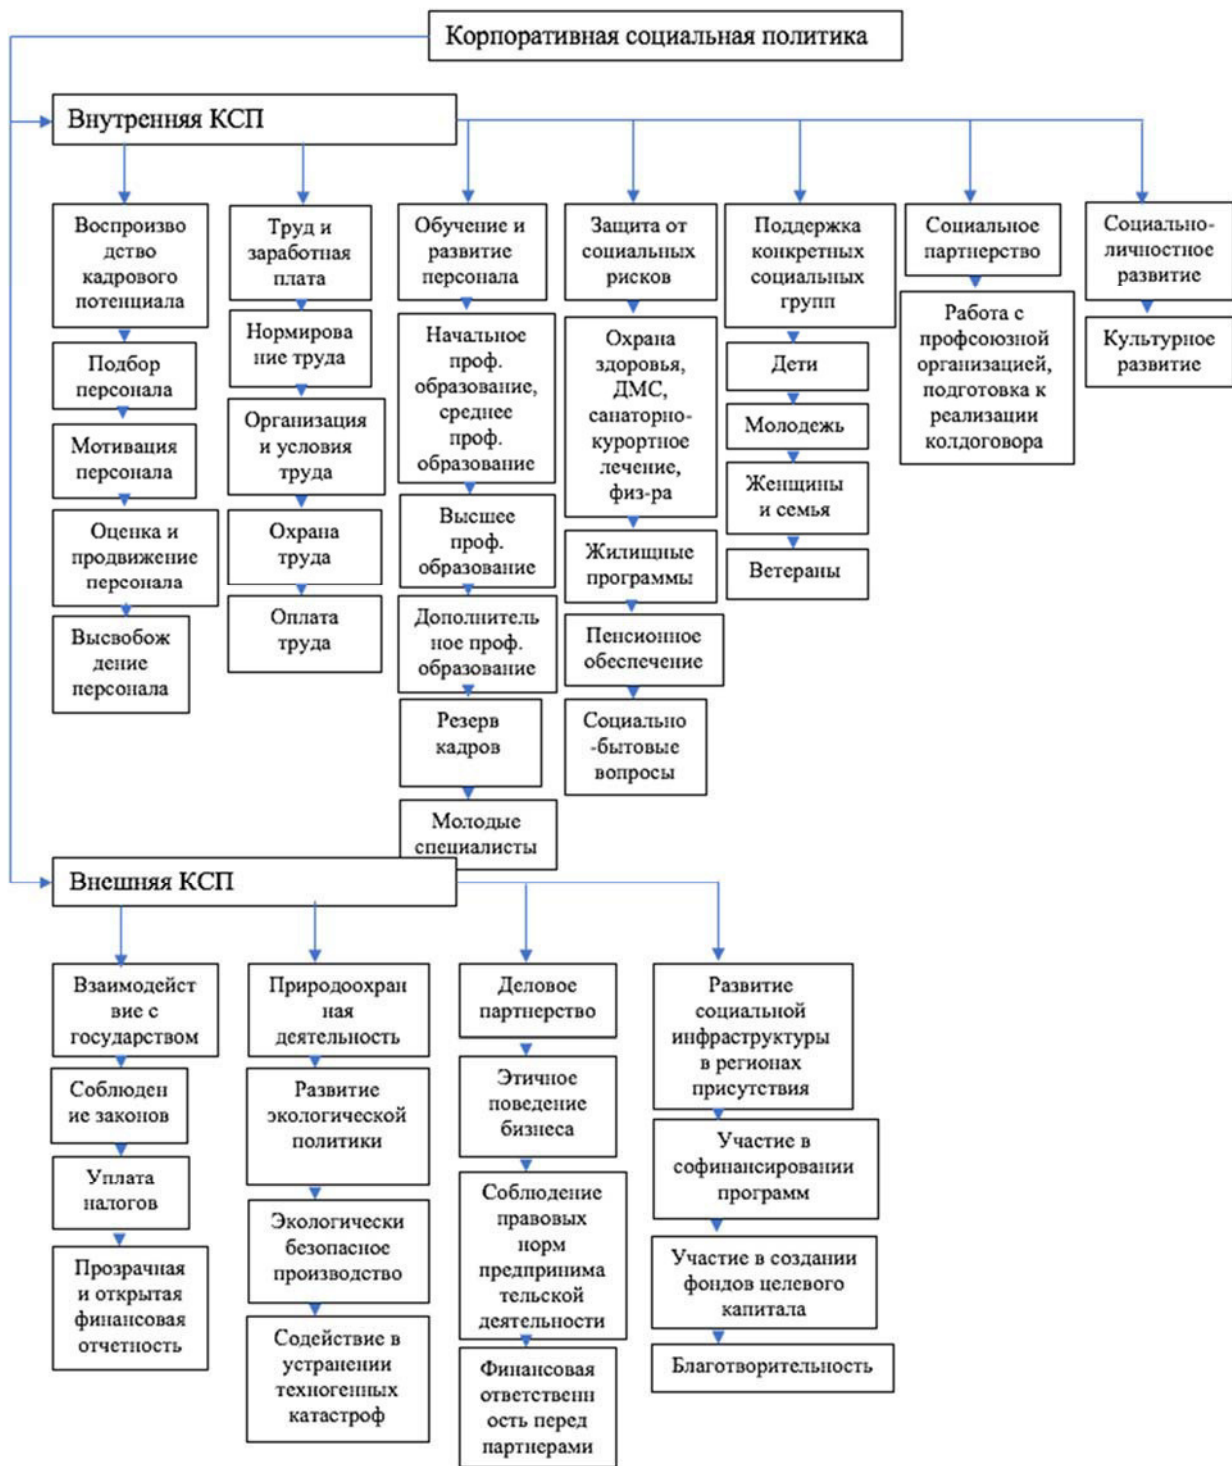 Корпоративная социальная политика
Внутренняя КСП
Воспроизво
дство
кадрового
потенциала
Подбор
персонала
Мотивация
персонала
Оценка и
продвижение
персонала
Высвобож
дение
персонала
Труд и
заработная
плата
Нормирова
ние труда
Организация
и условия
труда
Охрана
труда
Оплата
труда
Обучение и
развитие
персонала
Начальное
проф.
образование,
среднее
проф.
образование
Высшее
проф.
образование
Дополнитель
ное проф.
образование
Резерв
кадров
Молодые
специалисты
Защита от
социальных
рисков
Охрана
здоровья,
ДМС,
санаторно-
курортное
лечение,
физ-ра
Жилищные
программы
Пенсионное
обеспечение
Социально
-бытовые
вопросы
Поддержка
конкретных
социальных
групп
Дети
Молодежь
Женщины
и семья
Ветераны
Социальное
партнерство
Работа с
профсоюзной
организацией,
подготовка к
реализации
колдоговора
Социально-
личностное
развитие
Культурное
развитие
Внешняя КСП
Взаимодейст
вие с
государством
Соблюден
ие законов
Уплата
налогов
Прозрачная
и открытая
финансовая
отчетность
Природоохран
ная
деятельность
Развитие
экологической
политики
Экологически
безопасное
производство
Содействие в
устранении
техногенных
катастроф
Деловое
партнерство
Этичное
поведение
бизнеса
Соблюдение
правовых
норм
предпринима
тельской
деятельности
Финансовая
ответственн
ость перед
партнерами
Развитие
социальной
инфраструктуры
в регионах
присутствия
Участие в
софинансировании
программ
Участие в создании
фондов целевого
капитала
Благотворительность